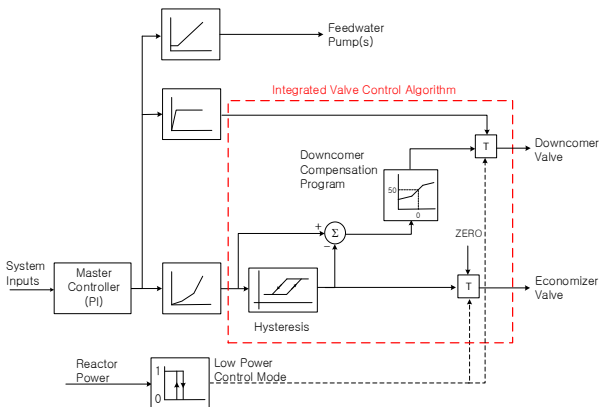 Feedwater
Pump(s)
Integrated Valve Control Algorithm
T
Downcomer
Valve
Downcomer
Compensation
Program
50
0
+
Σ
−
ZERO
System
Inputs
Master
Controller
(PI)
T
Economizer
Valve
Hysteresis
Reactor
Power
1
0
Low Power
Control Mode